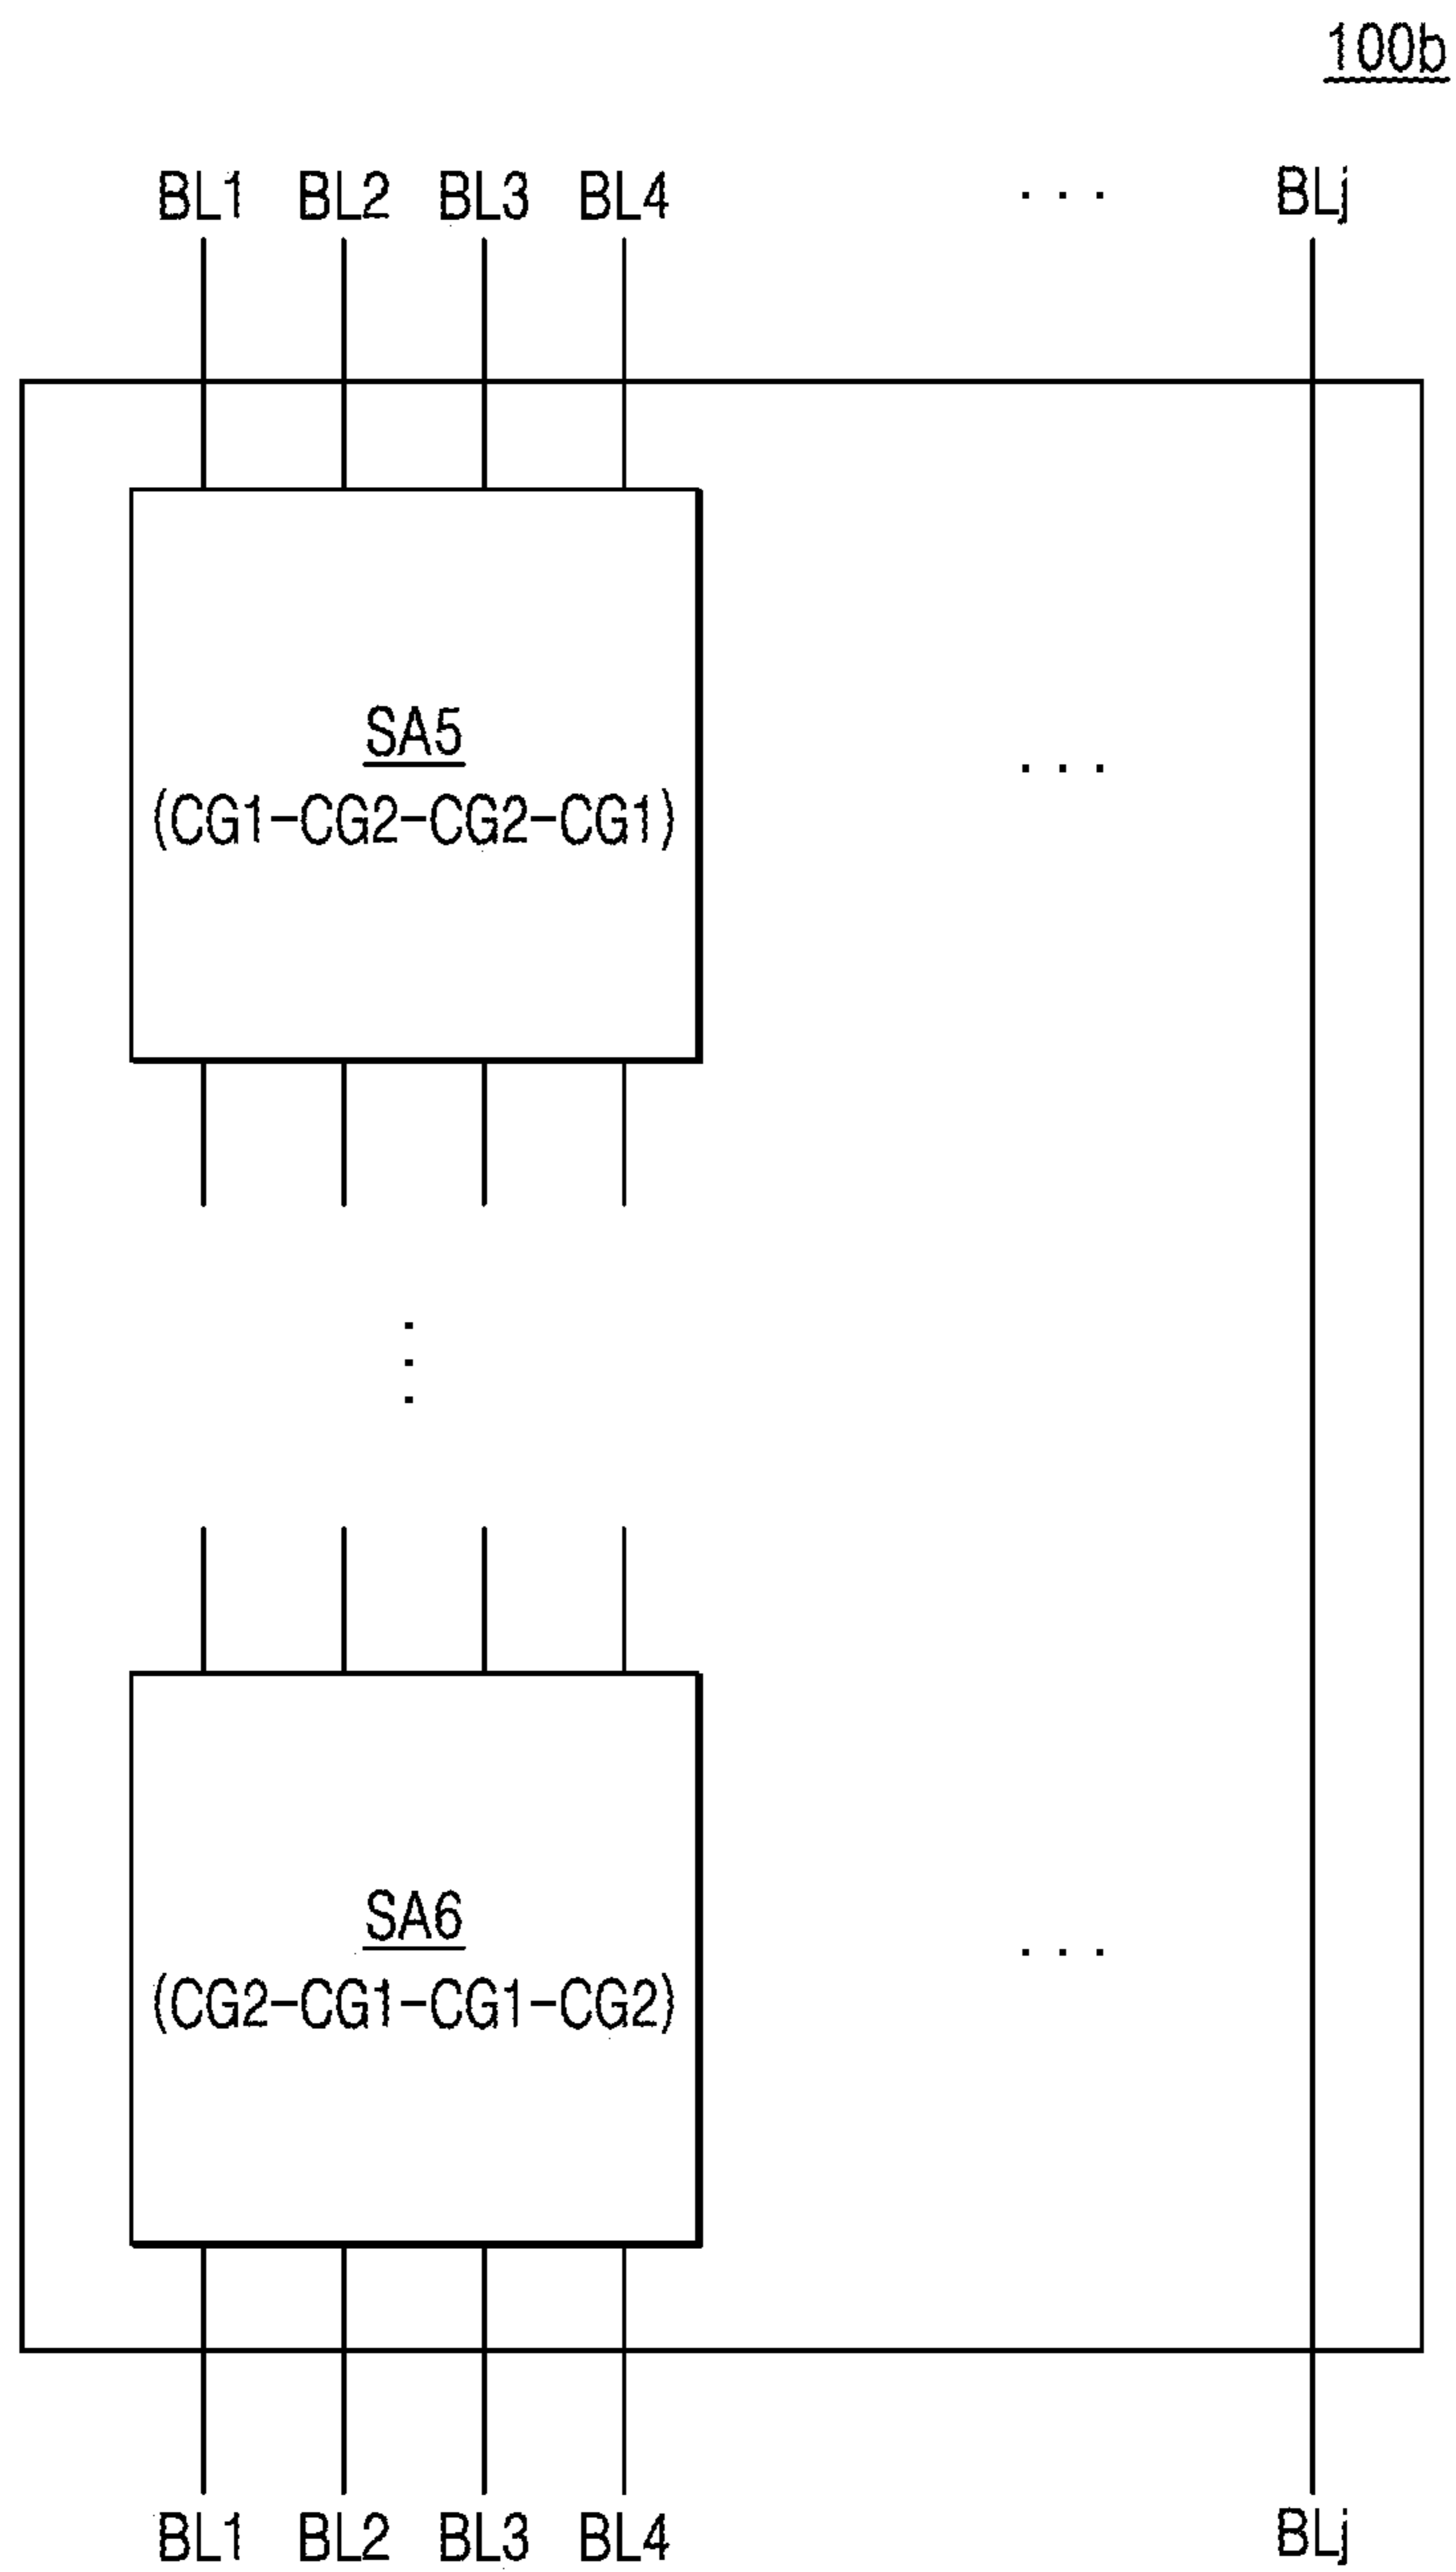 100b
BL1 BL2 BL3 BL4 ... BLj
SA5 ...
(CG1-CG2-CG2-CG1)
SA6 ...
(CG2-CG1-CG1-CG2)
BL1 BL2 BL3 BL4 BLj